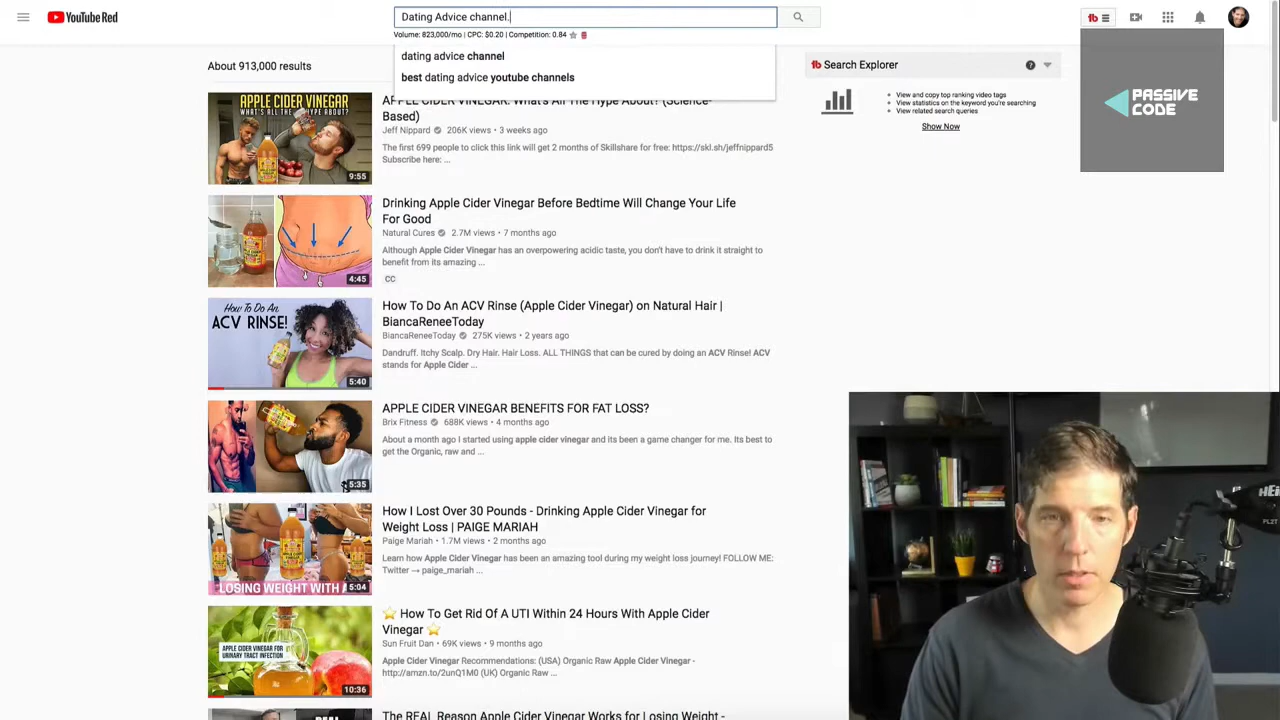 YouTube Red
Dating Advice channel.
Volume: 823,000/mo | CPC: $0.20 | Competition: 0.84
dating advice channel
best dating advice youtube channels
About 913,000 results
tb
tb Search Explorer
?
View and copy top ranking video tags
View statistics on the keyword you're searching
View related search queries
Show Now
PASSIVE
CODE
APPLE CIDER VINEGAR
WHAT'S ALL THE HYPE ABOUT?
9:55
APPLE CIDER VINEGAR: What's All The Hype About? (Science-
Based)
Jeff Nippard 206K views • 3 weeks ago
The first 699 people to click this link will get 2 months of Skillshare for free: https://skl.sh/jeffnippard5
Subscribe here: ...
4:45
Drinking Apple Cider Vinegar Before Bedtime Will Change Your Life
For Good
Natural Cures 2.7M views • 7 months ago
Although Apple Cider Vinegar has an overpowering acidic taste, you don't have to drink it straight to
benefit from its amazing ...
CC
How To Do An
ACV RINSE!
5:40
How To Do An ACV Rinse (Apple Cider Vinegar) on Natural Hair |
BiancaReneeToday
BiancaReneeToday 275K views • 2 years ago
Dandruff. Itchy Scalp. Dry Hair. Hair Loss. ALL THINGS that can be cured by doing an ACV Rinse! ACV
stands for Apple Cider ...
5:35
APPLE CIDER VINEGAR BENEFITS FOR FAT LOSS?
Brix Fitness 688K views • 4 months ago
About a month ago I started using apple cider vinegar and its been a game changer for me. Its best to
get the Organic, raw and ...
LOSING WEIGHT WITH
5:04
How I Lost Over 30 Pounds - Drinking Apple Cider Vinegar for
Weight Loss | PAIGE MARIAH
Paige Mariah • 1.7M views • 2 months ago
Learn how Apple Cider Vinegar has been an amazing tool during my weight loss journey! FOLLOW ME:
Twitter → paige_mariah ...
APPLE CIDER VINEGAR FOR
URINARY TRACT INFECTION
10:36
⭐ How To Get Rid Of A UTI Within 24 Hours With Apple Cider
Vinegar ⭐
Sun Fruit Dan • 69K views • 9 months ago
Apple Cider Vinegar Recommendations: (USA) Organic Raw Apple Cider Vinegar -
http://amzn.to/2unQ1M0 (UK) Organic Raw ...
The REAL Reason Apple Cider Vinegar Works for Losing Weight -